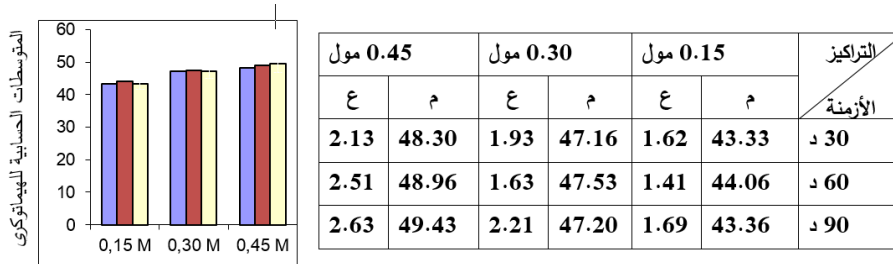 المتوسطات الحسابية للهيماتوكرى
60
50
40
30
20
10
0
0,15 M 0,30 M 0,45 M
التراكيز 0.15 مول 0.30 مول 0.45 مول
الأزمنة م ع م ع م ع
30 د 43.33 1.62 47.16 1.93 48.30 2.13
60 د 44.06 1.41 47.53 1.63 48.96 2.51
90 د 43.36 1.69 47.20 2.21 49.43 2.63